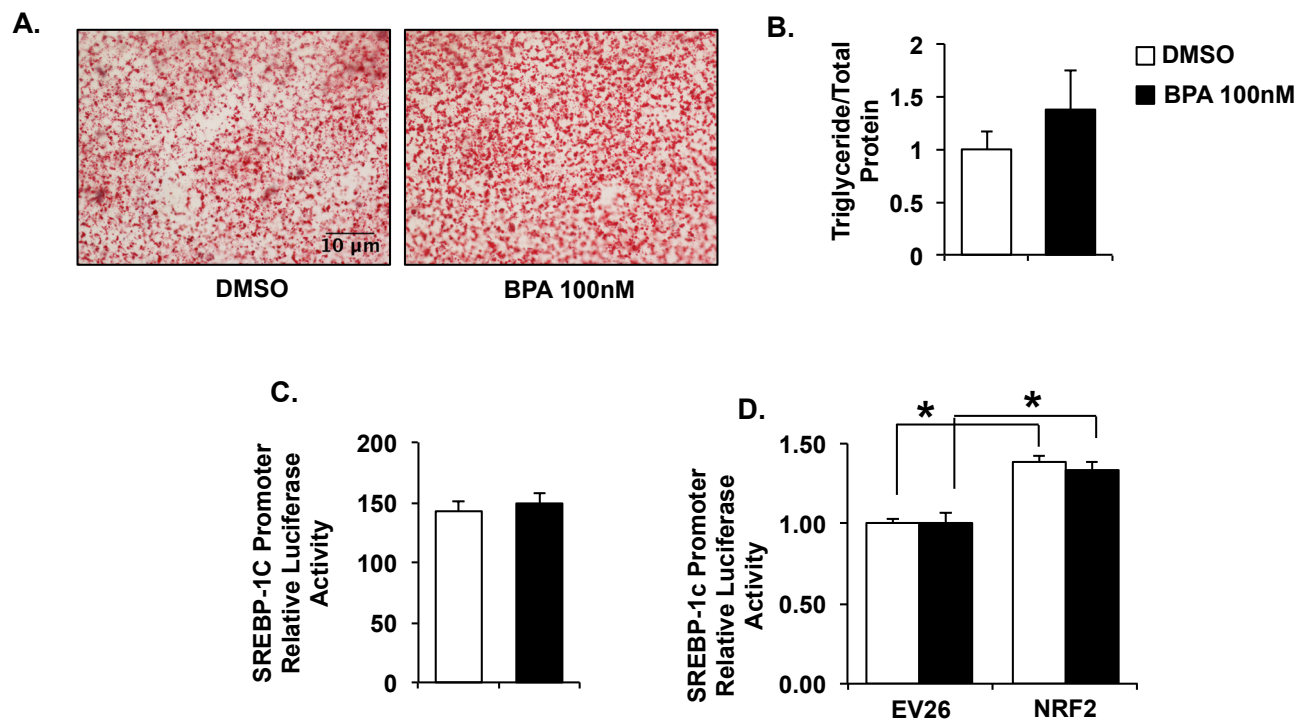 A.
10 µm
DMSO
BPA 100nM
B.
Triglyceride/Total
Protein
2
1.5
1
0.5
0
DMSO
BPA 100nM
C.
SREBP-1C Promoter
Relative Luciferase
Activity
200
150
100
50
0
D.
SREBP-1c Promoter
Relative Luciferase
Activity
1.50
1.00
0.50
0.00
*
*
EV26
NRF2